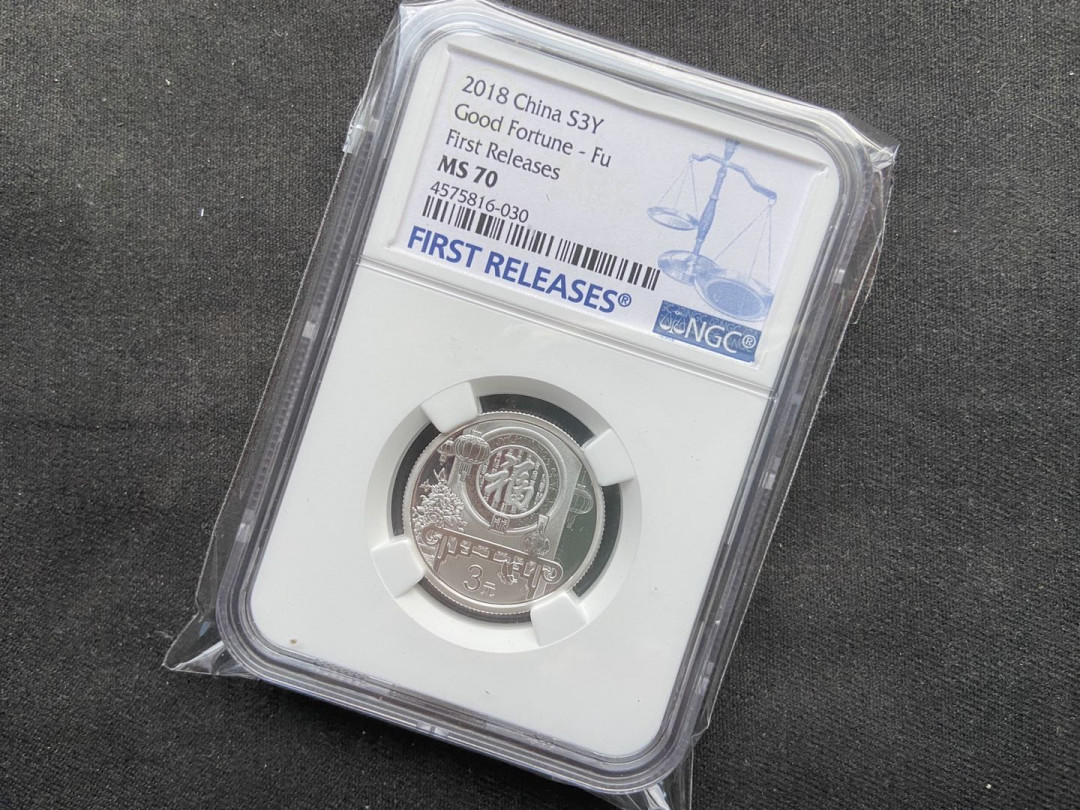 2018 China S3Y
Good Fortune - Fu
First Releases
MS 70
4575816-030
FIRST RELEASES®
NGC®
福
3元